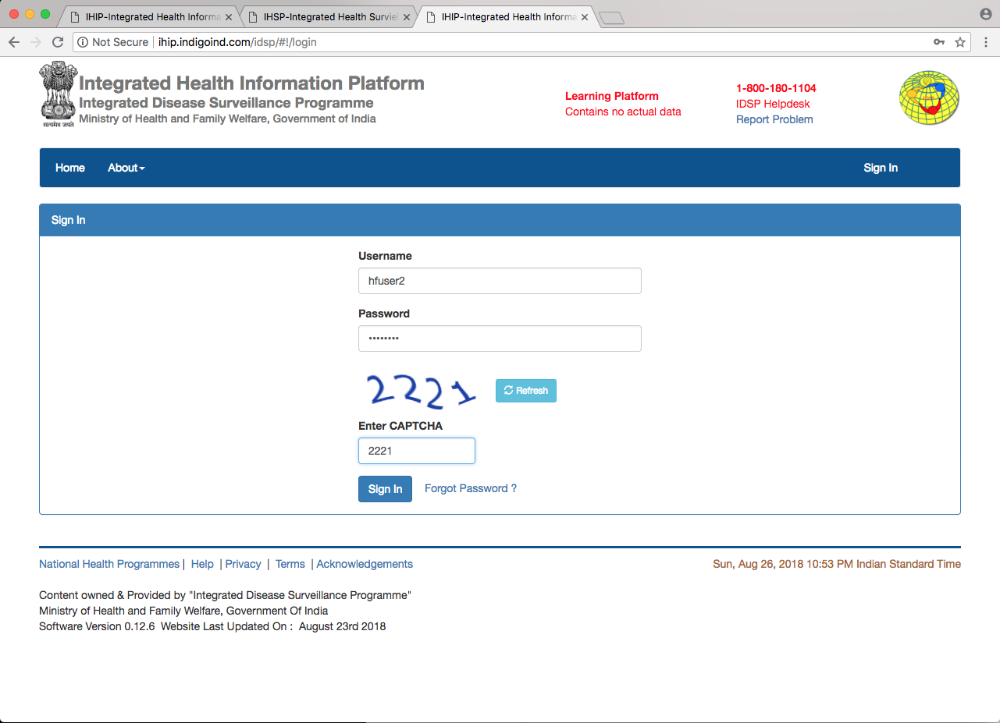 IHIP-Integrated Health Informa
IHSP-Integrated Health Surviel
IHIP-Integrated Health Informa
Not Secure
ihip.indigoind.com/idsp/#!/login
सत्यमेव जयते
Integrated Health Information Platform
Integrated Disease Surveillance Programme
Ministry of Health and Family Welfare, Government of India
Learning Platform
Contains no actual data
1-800-180-1104
IDSP Helpdesk
Report Problem
Home About Sign In
Sign In
Username
hfuser2
Password
••••••••
2221 Refresh
Enter CAPTCHA
2221
Sign In Forgot Password ?
National Health Programmes | Help | Privacy | Terms | Acknowledgements
Sun, Aug 26, 2018 10:53 PM Indian Standard Time
Content owned & Provided by "Integrated Disease Surveillance Programme"
Ministry of Health and Family Welfare, Government Of India
Software Version 0.12.6 Website Last Updated On : August 23rd 2018